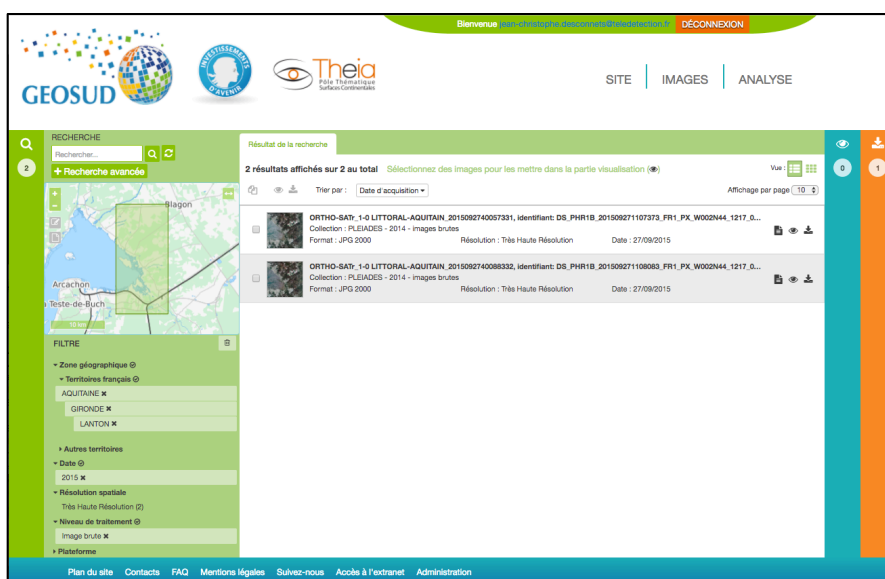 Bienvenue jean-christophe.desconnets@teledetection.fr DÉCONNEXION
GEOSUD
INVESTISSEMENTS D'AVENIR
Theia
Pôle Thématique
Surfaces Continentales
SITE IMAGES ANALYSE
RECHERCHE
Rechercher...
+ Recherche avancée
2
Blagon
Arcachon
Teste-de-Buch
10 km
FILTRE
Zone géographique
Territoires français
AQUITAINE
GIRONDE
LANTON
Autres territoires
Date
2015
Résolution spatiale
Très Haute Résolution (2)
Niveau de traitement
Image brute
Plateforme
Résultat de la recherche
2 résultats affichés sur 2 au total Sélectionnez des images pour les mettre dans la partie visualisation ( ) Vue :
Trier par : Date d'acquisition Affichage par page 10
ORTHO-SATr_1-0 LITTORAL-AQUITAIN_2015092740057331, identifiant: DS_PHR1B_201509271107373_FR1_PX_W002N44_1217_0...
Collection : PLEIADES - 2014 - images brutes
Format : JPG 2000 Résolution : Très Haute Résolution Date : 27/09/2015
ORTHO-SATr_1-0 LITTORAL-AQUITAIN_2015092740088332, identifiant: DS_PHR1B_201509271108083_FR1_PX_W002N44_1217_0...
Collection : PLEIADES - 2014 - images brutes
Format : JPG 2000 Résolution : Très Haute Résolution Date : 27/09/2015
0
1
Plan du site Contacts FAQ Mentions légales Suivez-nous Accès à l'extranet Administration